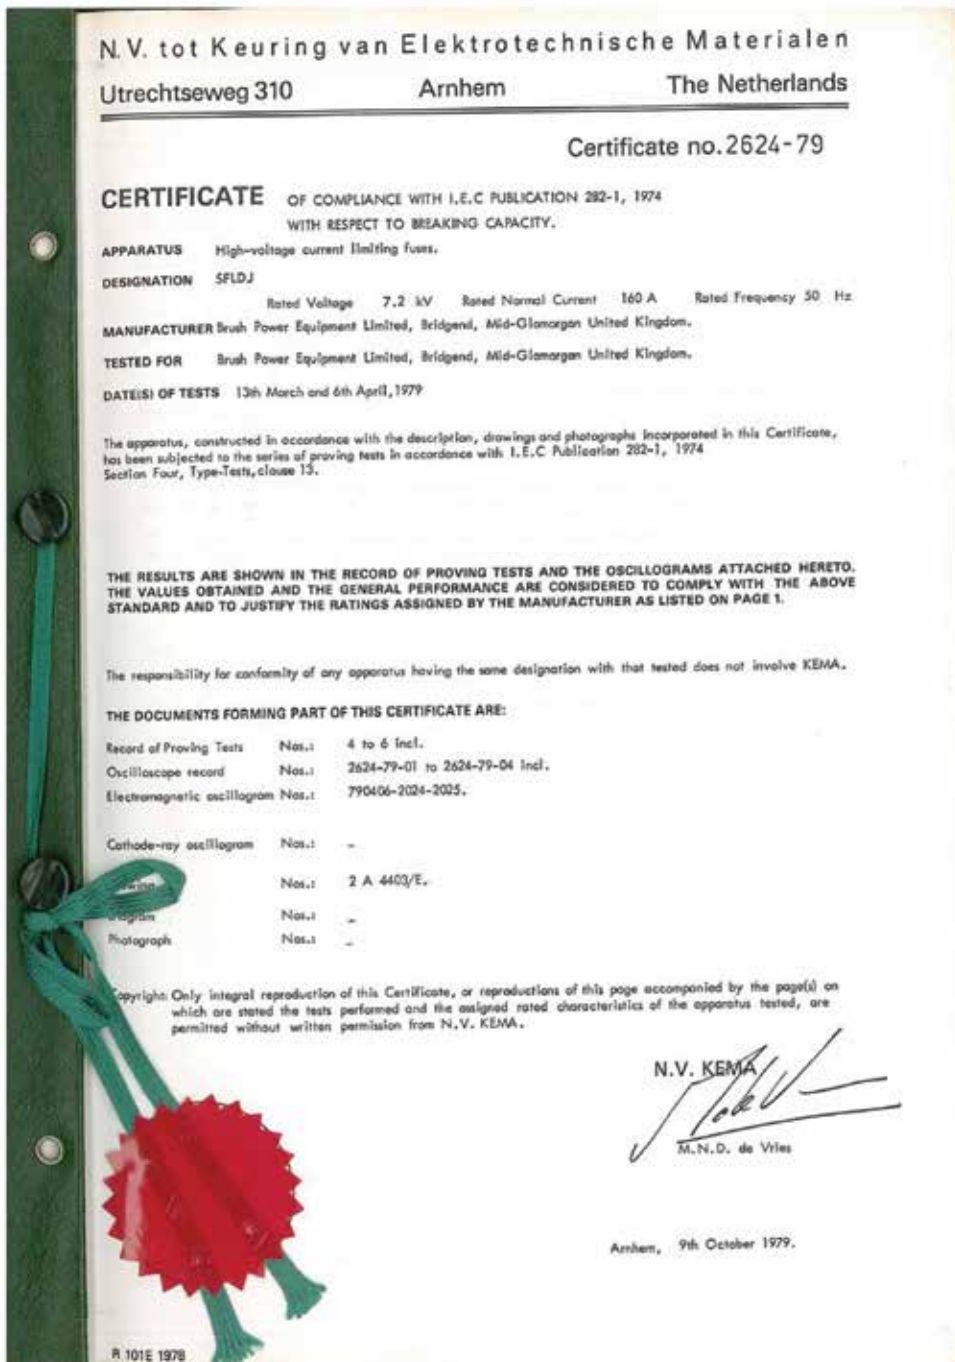 N.V. tot Keuring van Elektrotechnische Materialen
Utrechtseweg 310 Arnhem The Netherlands
Certificate no. 2624-79
CERTIFICATE OF COMPLIANCE WITH I.E.C PUBLICATION 282-1, 1974
WITH RESPECT TO BREAKING CAPACITY.
APPARATUS High-voltage current limiting fuses.
DESIGNATION SFLDJ
Rated Voltage 7.2 kV Rated Normal Current 160 A Rated Frequency 50 Hz
MANUFACTURER Brush Power Equipment Limited, Bridgend, Mid-Glamorgan United Kingdom.
TESTED FOR Brush Power Equipment Limited, Bridgend, Mid-Glamorgan United Kingdom.
DATE(S) OF TESTS 13th March and 6th April, 1979
The apparatus, constructed in accordance with the description, drawings and photographs incorporated in this Certificate,
has been subjected to the series of proving tests in accordance with I.E.C Publication 282-1, 1974
Section Four, Type-Tests, clause 13.
THE RESULTS ARE SHOWN IN THE RECORD OF PROVING TESTS AND THE OSCILLOGRAMS ATTACHED HERETO.
THE VALUES OBTAINED AND THE GENERAL PERFORMANCE ARE CONSIDERED TO COMPLY WITH THE ABOVE
STANDARD AND TO JUSTIFY THE RATINGS ASSIGNED BY THE MANUFACTURER AS LISTED ON PAGE 1.
The responsibility for conformity of any apparatus having the same designation with that tested does not involve KEMA.
THE DOCUMENTS FORMING PART OF THIS CERTIFICATE ARE:
Record of Proving Tests Nos.: 4 to 6 incl.
Oscilloscope record Nos.: 2624-79-01 to 2624-79-04 incl.
Electromagnetic oscillogram Nos.: 790406-2024-2025.
Cathode-ray oscillogram Nos.: -
Nos.: 2 A 4403/E.
Nos.: -
Photograph Nos.: -
Copyright: Only integral reproduction of this Certificate, or reproductions of this page accompanied by the page(s) on
which are stated the tests performed and the assigned rated characteristics of the apparatus tested, are
permitted without written permission from N.V. KEMA.
N.V. KEMA
M.N.D. de Vries
Arnhem, 9th October 1979.
R 101E 1978